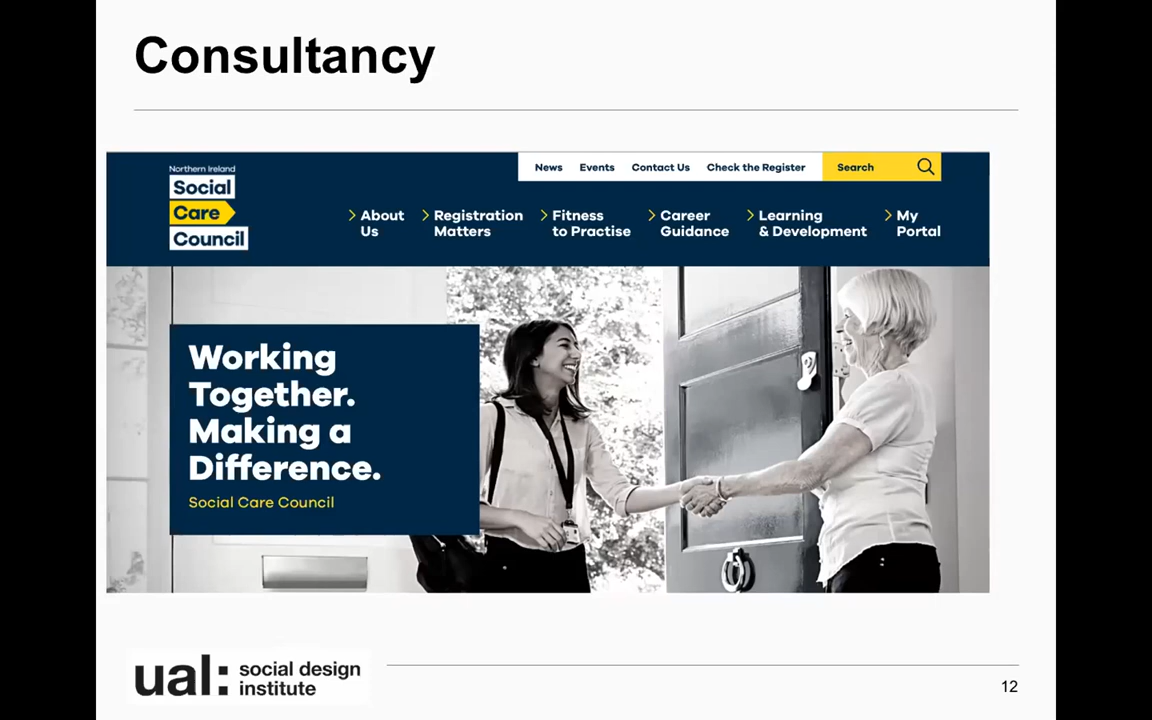 Consultancy
Northern Ireland
Social
Care
Council
News Events Contact Us Check the Register Search
About
Us
Registration
Matters
Fitness
to Practise
Career
Guidance
Learning
& Development
My
Portal
Working
Together.
Making a
Difference.
Social Care Council
ual: social design
institute
12